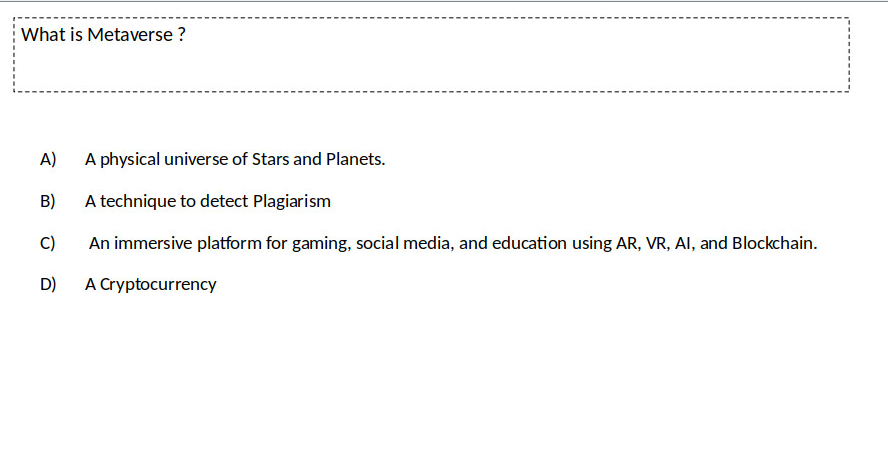 What is Metaverse ?
A) A physical universe of Stars and Planets.
B) A technique to detect Plagiarism
C) An immersive platform for gaming, social media, and education using AR, VR, AI, and Blockchain.
D) A Cryptocurrency